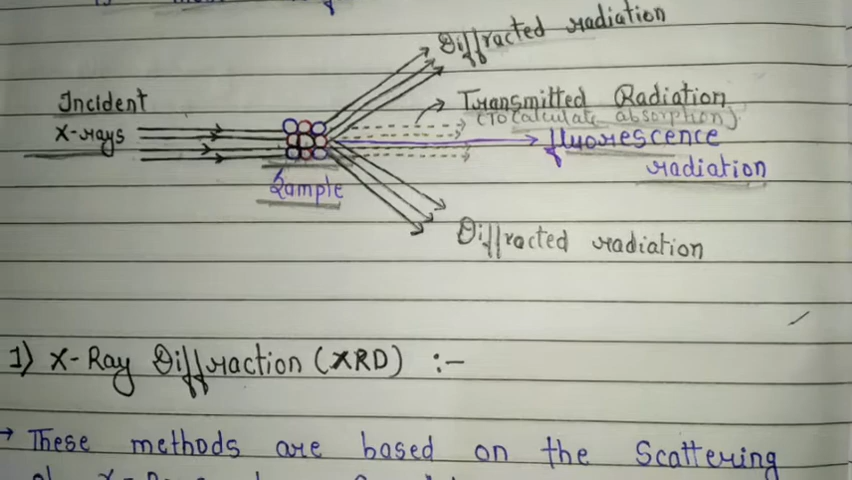 Diffracted radiation
Incident
X-rays
Transmitted Radiation
(To calculate absorption).
fluorescence
radiation
Sample
Diffracted radiation
1) X-Ray Diffraction (XRD) :-
→ These methods are based on the Scattering